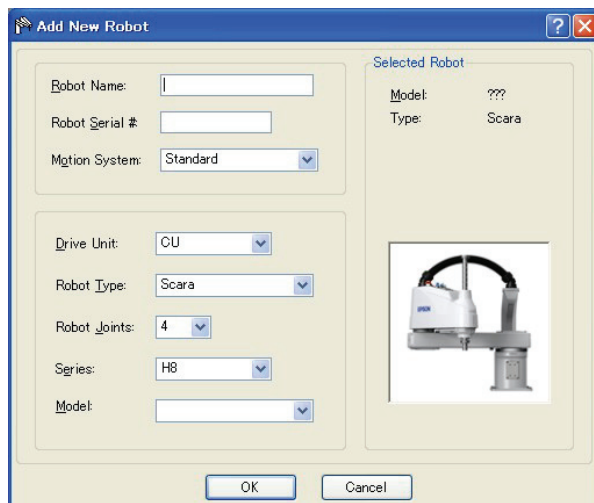 Add New Robot
Robot Name:
Robot Serial #:
Motion System: Standard
Drive Unit: CU
Robot Type: Scara
Robot Joints: 4
Series: H8
Model:
Selected Robot
Model: ???
Type: Scara
EPSON
OK Cancel